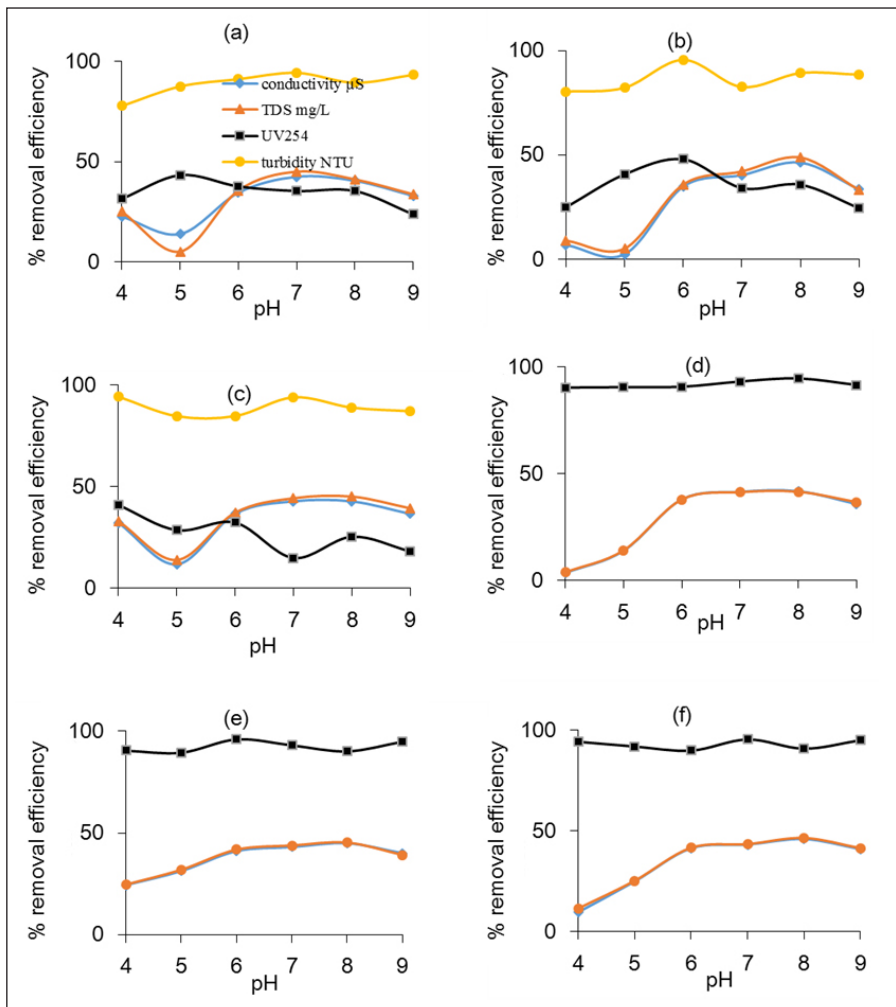 (a)
100
50
0
% removal efficiency
conductivity µS
TDS mg/L
UV254
turbidity NTU
4 5 6 7 8 9
pH
(b)
100
50
0
% removal efficiency
4 5 6 7 8 9
pH
(c)
100
50
0
% removal efficiency
4 5 6 7 8 9
pH
(d)
100
50
0
% removal efficiency
4 5 6 7 8 9
pH
(e)
100
50
0
% removal efficiency
4 5 6 7 8 9
pH
(f)
100
50
0
% removal efficiency
4 5 6 7 8 9
pH